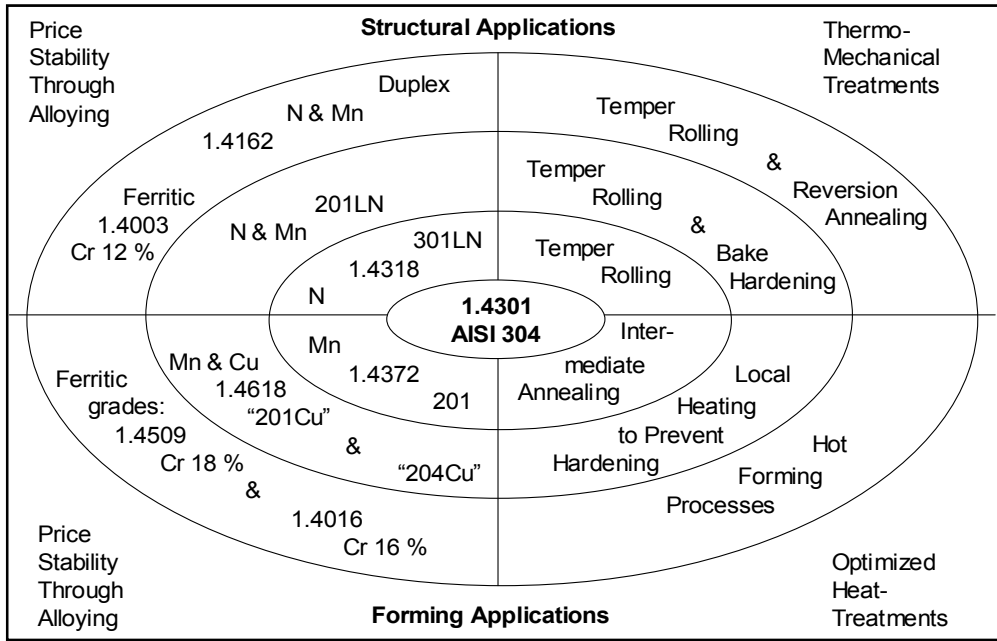 Price
Stability
Through
Alloying
Structural Applications
Thermo-
Mechanical
Treatments
Duplex
N & Mn
1.4162
Ferritic
1.4003
Cr 12 %
Temper
Rolling
&
Reversion
Annealing
201LN
N & Mn
Temper
Rolling
&
Bake
Hardening
301LN
1.4318
N
Temper
Rolling
1.4301
AISI 304
Mn
1.4372
201
Inter-
mediate
Annealing
Mn & Cu
1.4618
“201Cu”
&
“204Cu”
Local
Heating
to Prevent
Hardening
Ferritic
grades:
1.4509
Cr 18 %
&
1.4016
Cr 16 %
Hot
Forming
Processes
Price
Stability
Through
Alloying
Forming Applications
Optimized
Heat-
Treatments